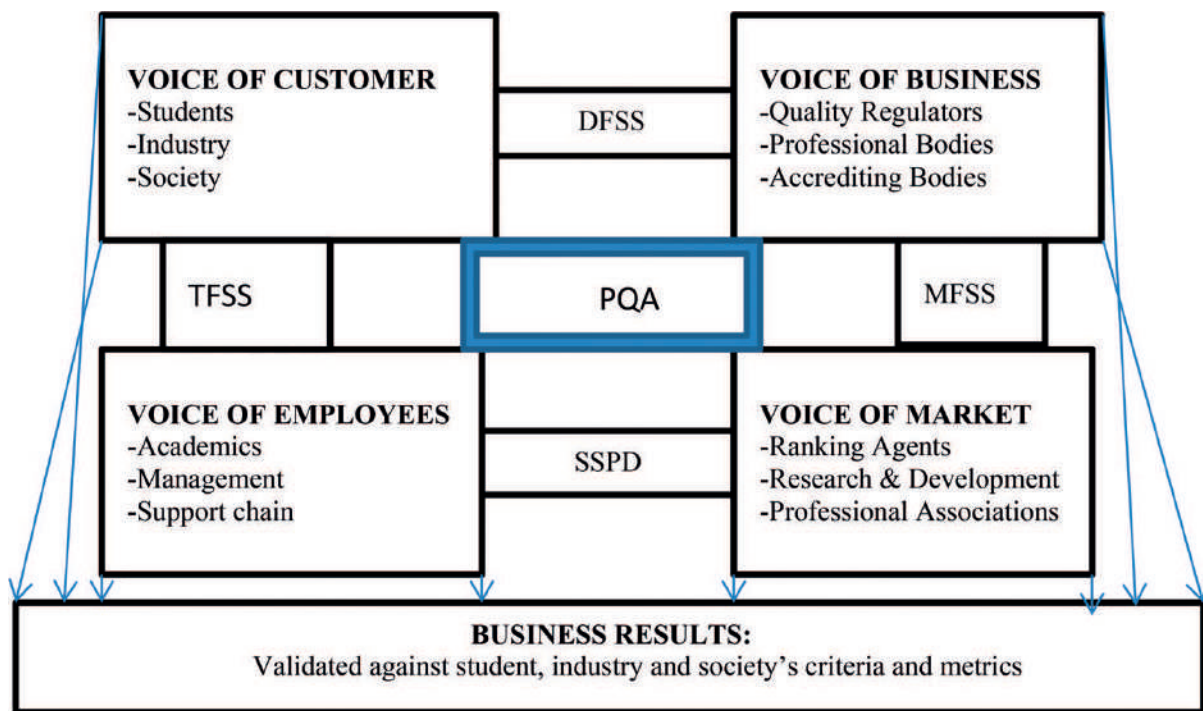 VOICE OF CUSTOMER
-Students
-Industry
-Society
DFSS
VOICE OF BUSINESS
-Quality Regulators
-Professional Bodies
-Accrediting Bodies
TFSS
PQA
MFSS
VOICE OF EMPLOYEES
-Academics
-Management
-Support chain
SSPD
VOICE OF MARKET
-Ranking Agents
-Research & Development
-Professional Associations
BUSINESS RESULTS:
Validated against student, industry and society's criteria and metrics